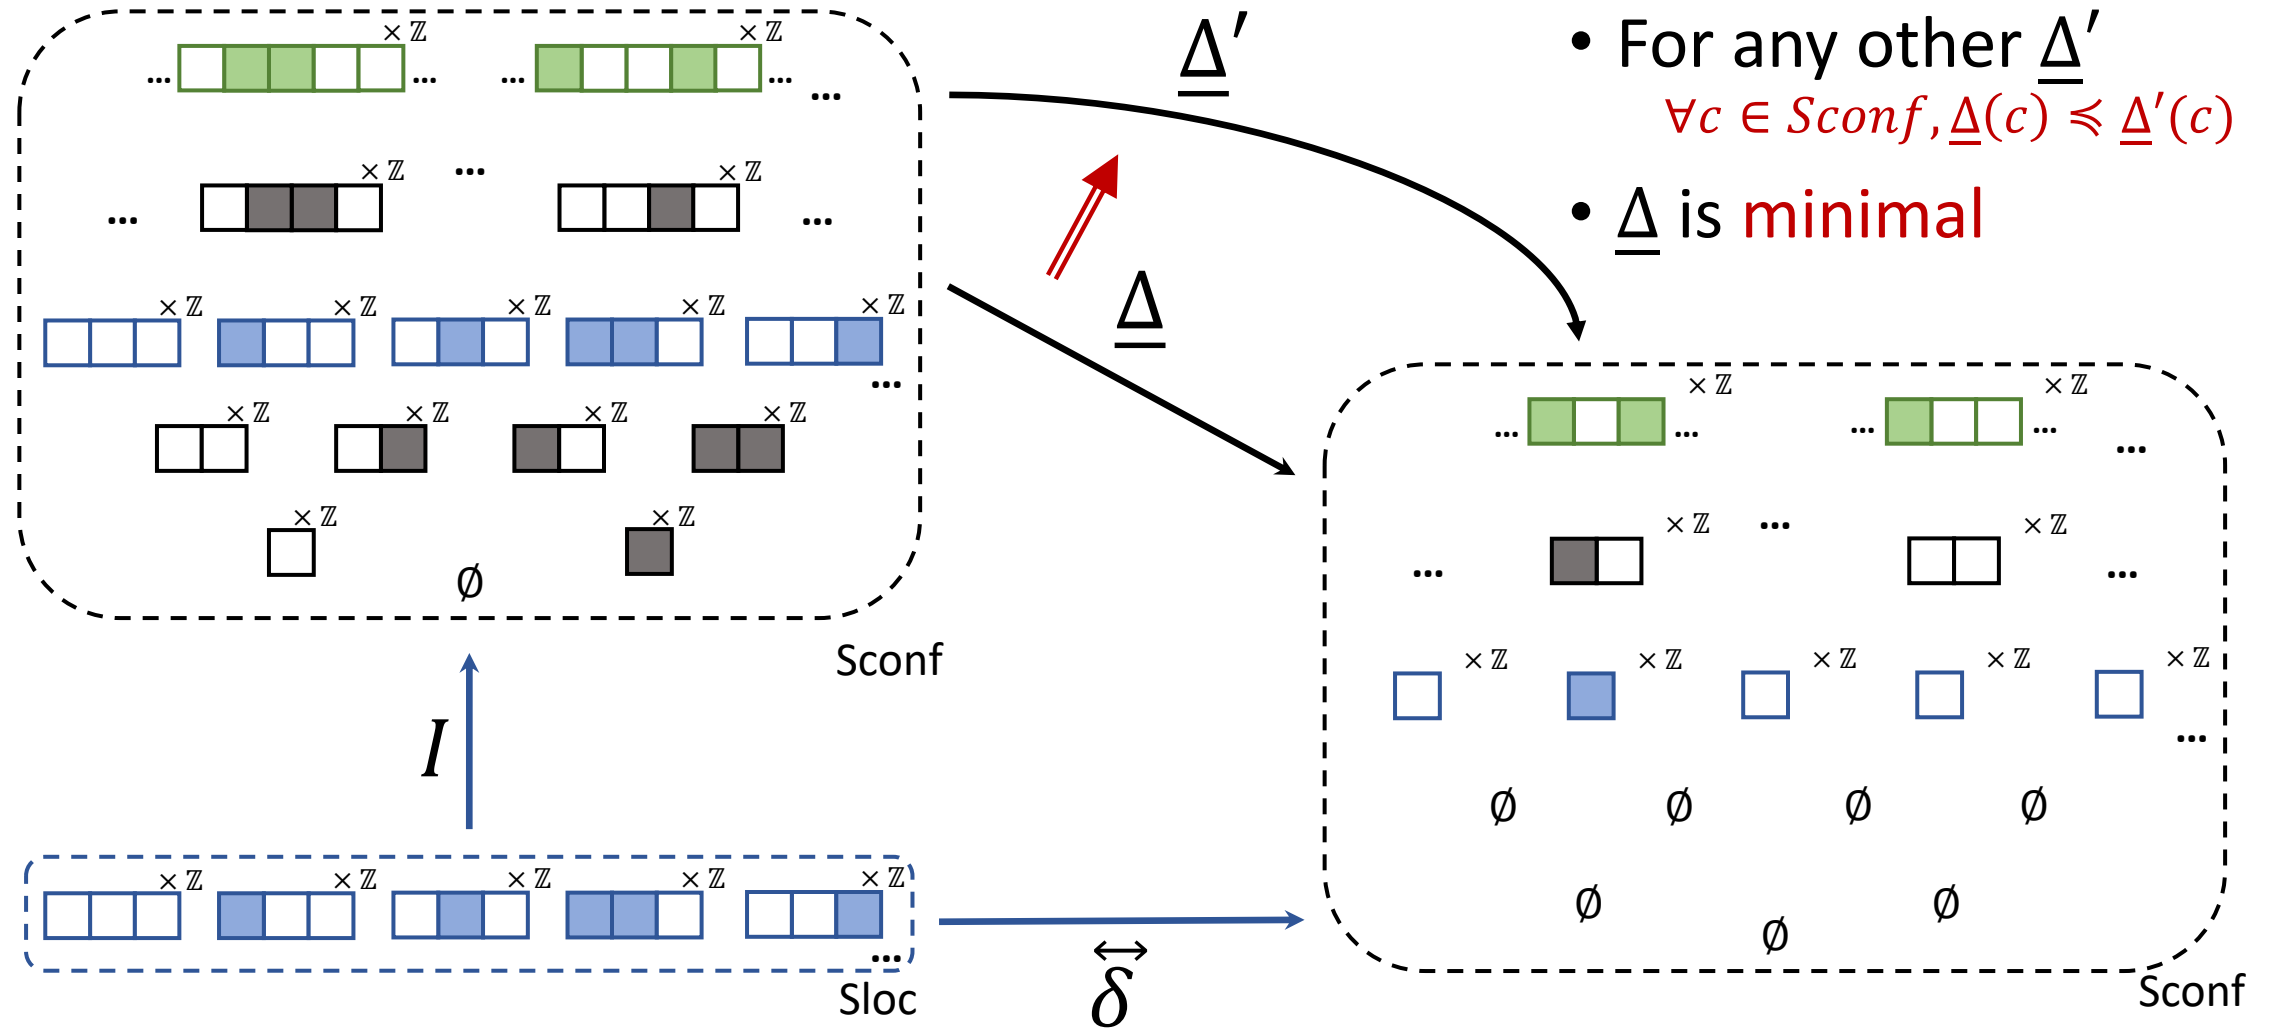 × ℤ × ℤ
... ... ... ... ...
× ℤ ... × ℤ
... ...
× ℤ × ℤ × ℤ × ℤ × ℤ
...
× ℤ × ℤ × ℤ × ℤ
× ℤ × ℤ
∅
Sconf
I
× ℤ × ℤ × ℤ × ℤ × ℤ
...
Sloc
Δ̲′
Δ̲
δ⃡
• For any other Δ̲′
∀c ∈ Sconf, Δ̲(c) ≼ Δ̲′(c)
• Δ̲ is minimal
× ℤ × ℤ
... ... ... ... ...
× ℤ ... × ℤ
... ...
× ℤ × ℤ × ℤ × ℤ × ℤ
...
∅ ∅ ∅ ∅
∅ ∅
∅
Sconf